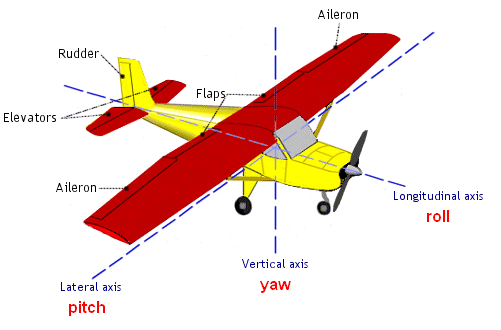 Aileron
Rudder
Flaps
Elevators
Aileron
Longitudinal axis
roll
Vertical axis
yaw
Lateral axis
pitch